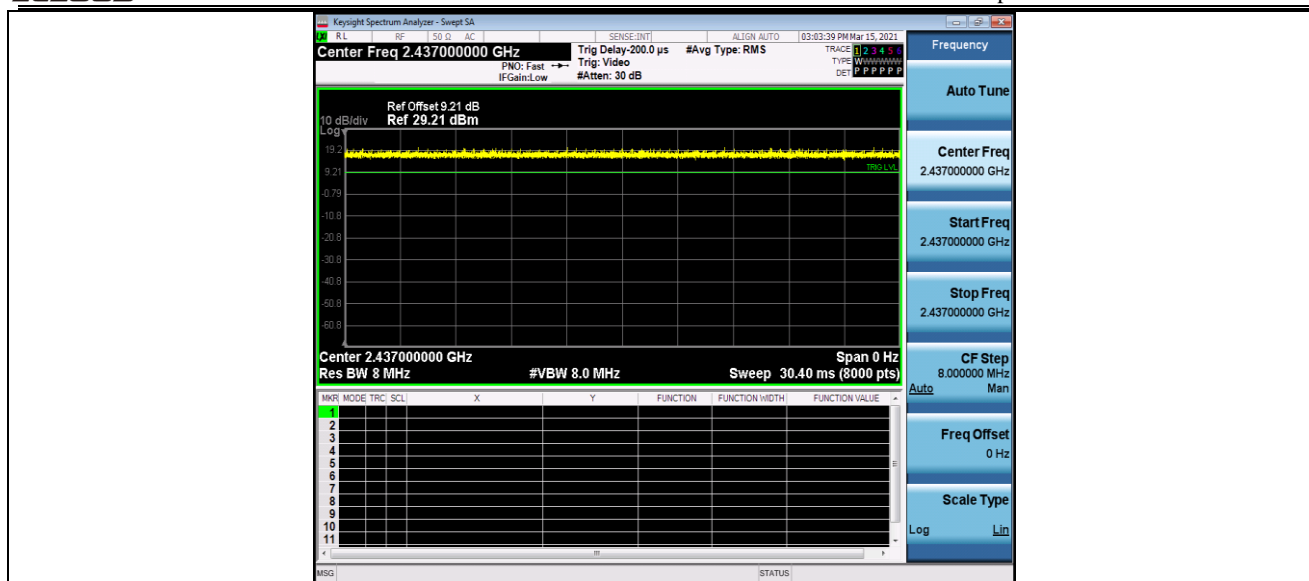 Keysight Spectrum Analyzer - Swept SA
RL RF 50 Ω AC SENSE:INT ALIGN AUTO 03:03:39 PM Mar 15, 2021
Center Freq 2.437000000 GHz
PNO: Fast
IFGain:Low
Trig Delay-200.0 µs
Trig: Video
#Atten: 30 dB
#Avg Type: RMS
TRACE 1 2 3 4 5 6
TYPE WWWWWW
DET P P P P P P
Ref Offset 9.21 dB
10 dB/div Ref 29.21 dBm
Log
19.2
9.21
TRIG LVL
-0.79
-10.8
-20.8
-30.8
-40.8
-50.8
-60.8
Center 2.437000000 GHz Span 0 Hz
Res BW 8 MHz #VBW 8.0 MHz Sweep 30.40 ms (8000 pts)
MKR MODE TRC SCL X Y FUNCTION FUNCTION WIDTH FUNCTION VALUE
1
2
3
4
5
6
7
8
9
10
11
MSG STATUS
Frequency
Auto Tune
Center Freq
2.437000000 GHz
Start Freq
2.437000000 GHz
Stop Freq
2.437000000 GHz
CF Step
8.000000 MHz
Auto Man
Freq Offset
0 Hz
Scale Type
Log Lin